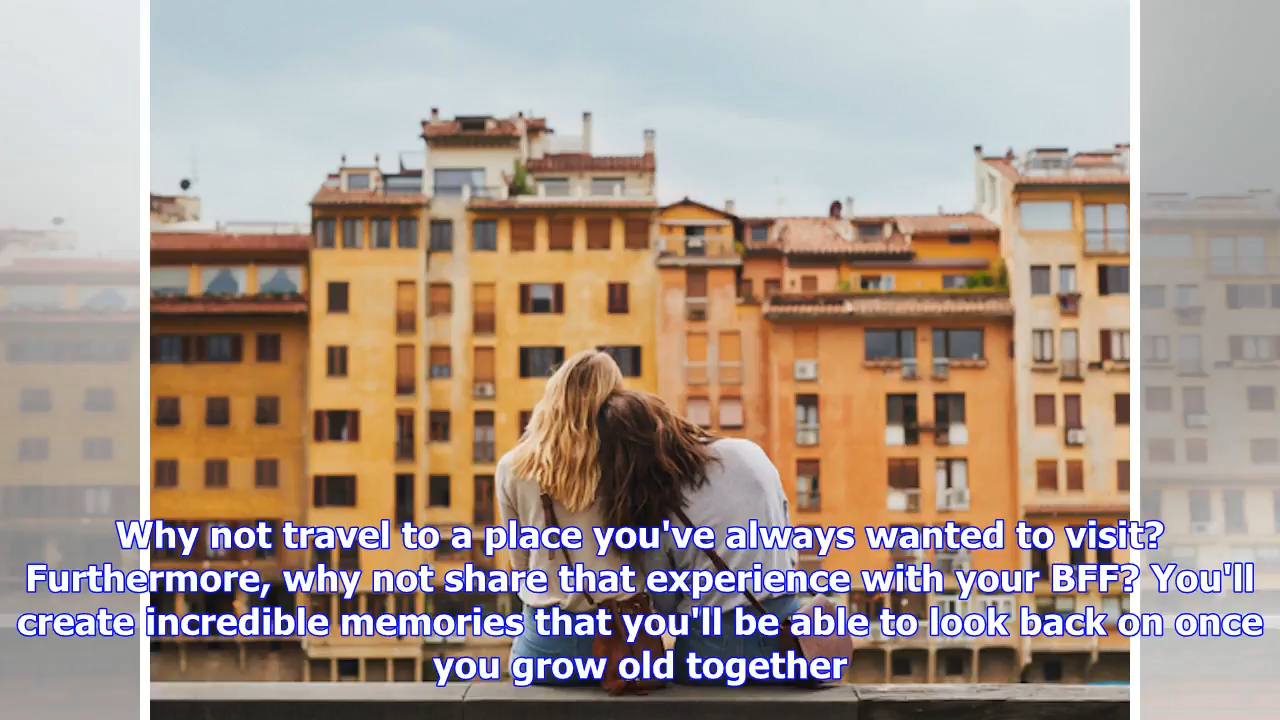 Why not travel to a place you've always wanted to visit?
Furthermore, why not share that experience with your BFF? You'll
create incredible memories that you'll be able to look back on once
you grow old together